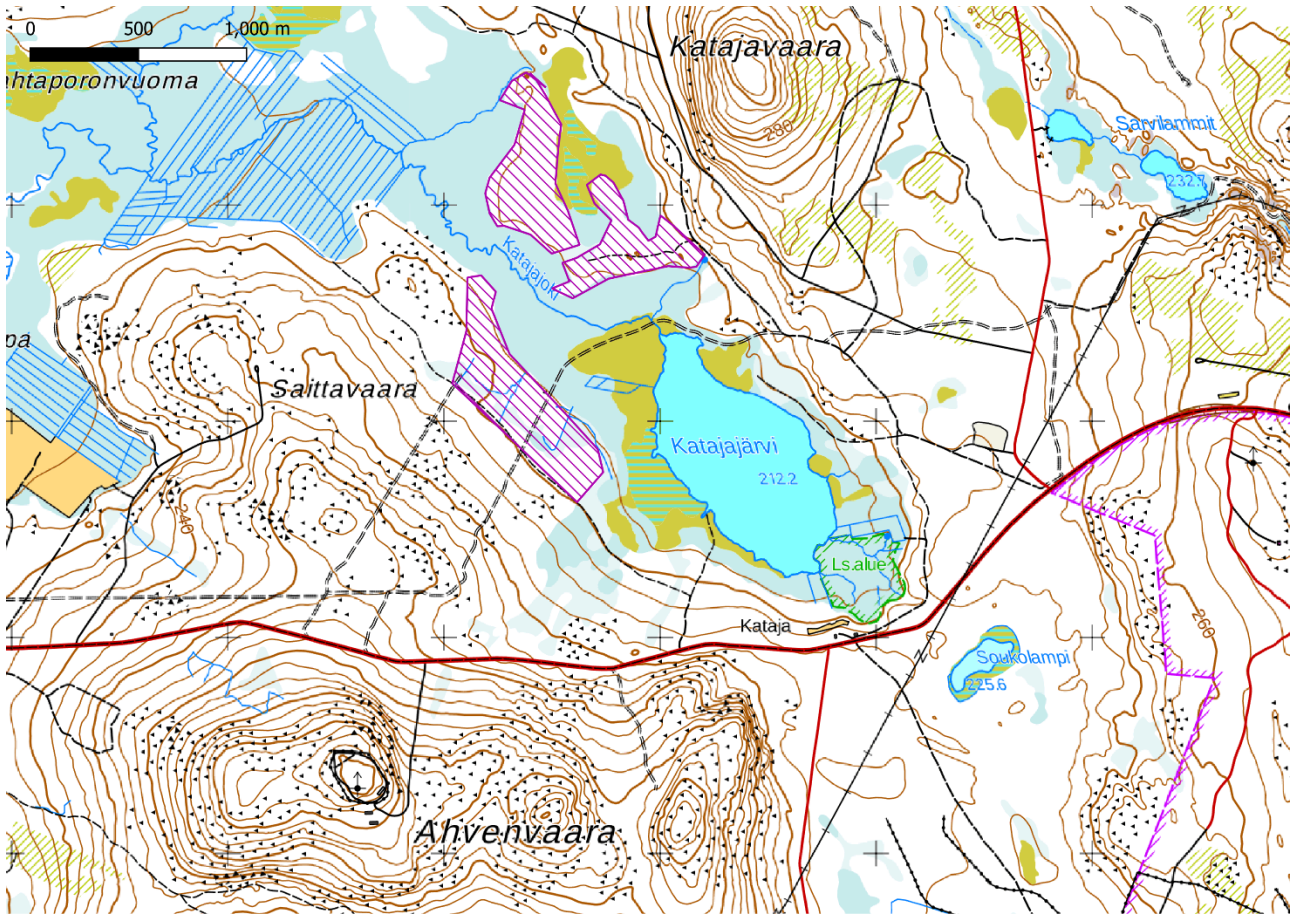 0 500 1,000 m
ahtaporonvuoma
Katajavaara
280
Sarvilammit
232.7
Katajajoki
pa
Saittavaara
Katajajärvi
212.2
240
Ls.alue
Kataja
260
Soukolampi
225.6
Ahvenvaara